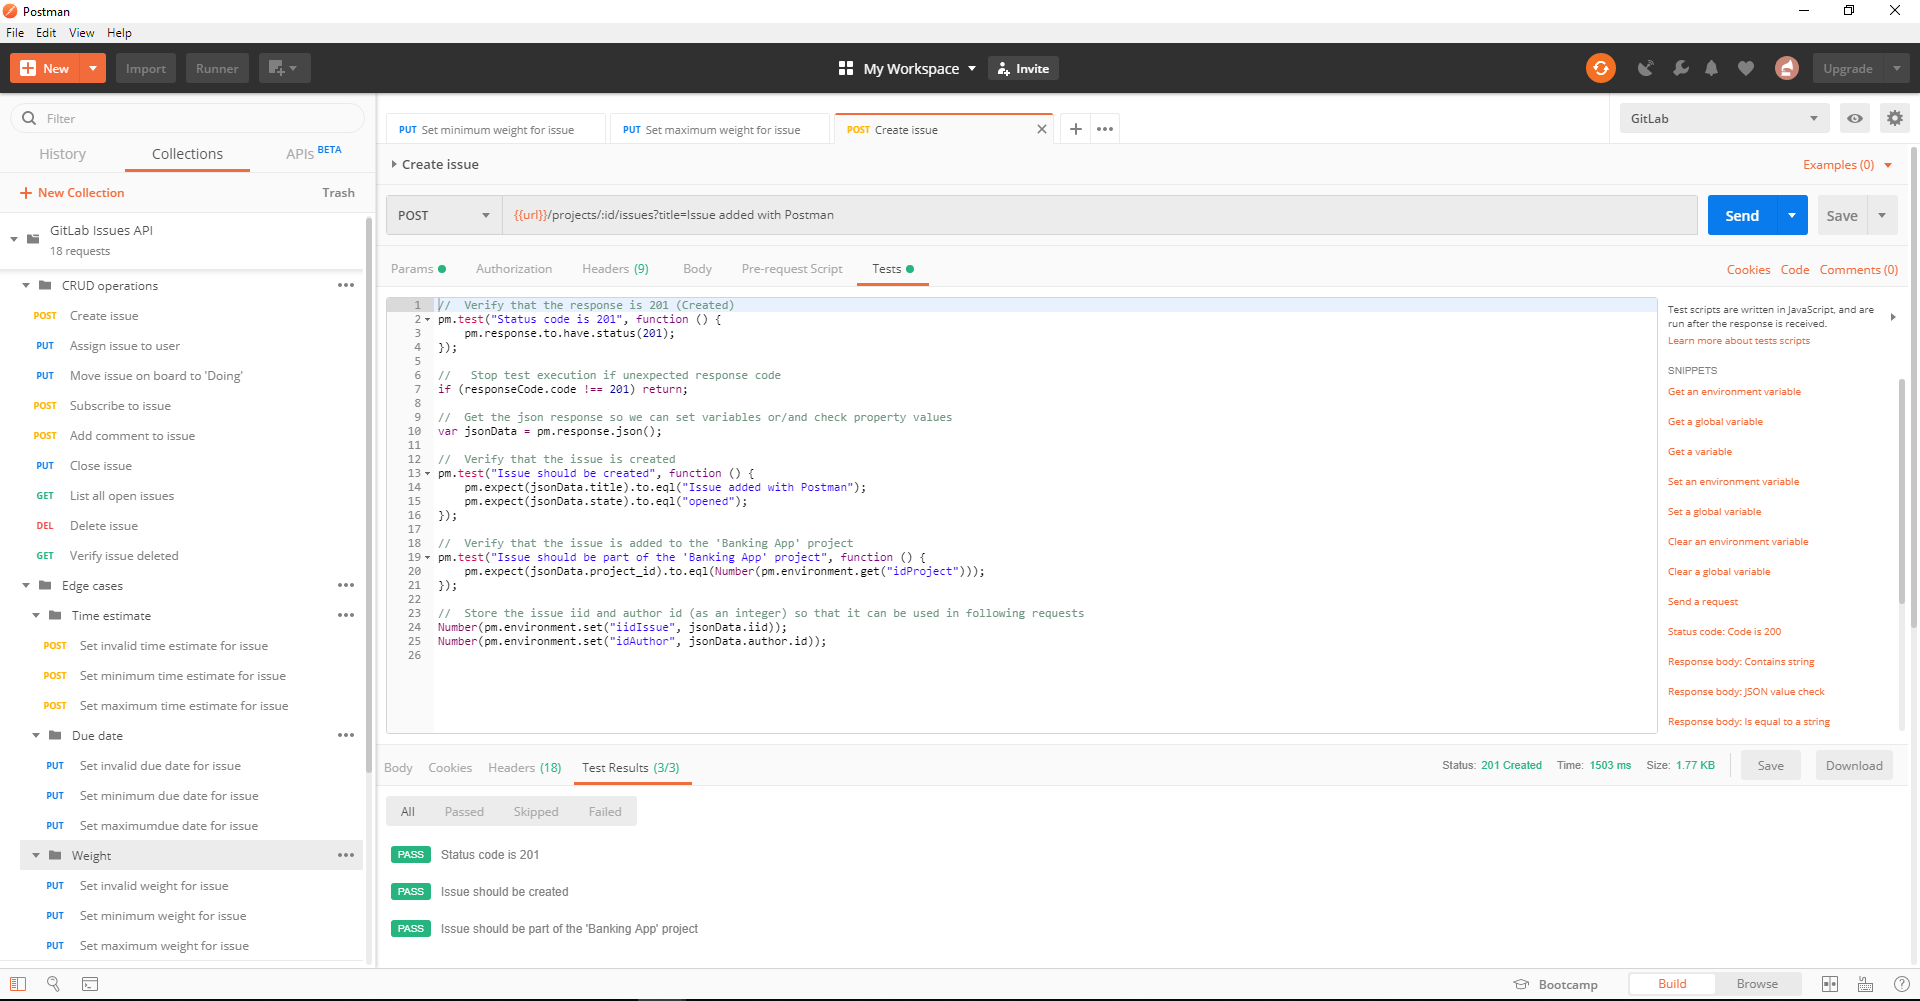 Postman
File Edit View Help
New Import Runner My Workspace Invite Upgrade
Filter
History Collections APIs BETA
New Collection Trash
GitLab Issues API
18 requests
CRUD operations
POST Create issue
PUT Assign issue to user
PUT Move issue on board to 'Doing'
POST Subscribe to issue
POST Add comment to issue
PUT Close issue
GET List all open issues
DEL Delete issue
GET Verify issue deleted
Edge cases
Time estimate
POST Set invalid time estimate for issue
POST Set minimum time estimate for issue
POST Set maximum time estimate for issue
Due date
PUT Set invalid due date for issue
PUT Set minimum due date for issue
PUT Set maximumdue date for issue
Weight
PUT Set invalid weight for issue
PUT Set minimum weight for issue
PUT Set maximum weight for issue
PUT Set minimum weight for issue PUT Set maximum weight for issue POST Create issue
GitLab
Create issue
Examples (0)
POST {{url}}/projects/:id/issues?title=Issue added with Postman Send Save
Params Authorization Headers (9) Body Pre-request Script Tests
Cookies Code Comments (0)
1 // Verify that the response is 201 (Created)
2 pm.test("Status code is 201", function () {
3 pm.response.to.have.status(201);
4 });
5
6 // Stop test execution if unexpected response code
7 if (responseCode.code !== 201) return;
8
9 // Get the json response so we can set variables or/and check property values
10 var jsonData = pm.response.json();
11
12 // Verify that the issue is created
13 pm.test("Issue should be created", function () {
14 pm.expect(jsonData.title).to.eql("Issue added with Postman");
15 pm.expect(jsonData.state).to.eql("opened");
16 });
17
18 // Verify that the issue is added to the 'Banking App' project
19 pm.test("Issue should be part of the 'Banking App' project", function () {
20 pm.expect(jsonData.project_id).to.eql(Number(pm.environment.get("idProject")));
21 });
22
23 // Store the issue iid and author id (as an integer) so that it can be used in following requests
24 Number(pm.environment.set("iidIssue", jsonData.iid));
25 Number(pm.environment.set("idAuthor", jsonData.author.id));
26
Test scripts are written in JavaScript, and are
run after the response is received.
Learn more about tests scripts
SNIPPETS
Get an environment variable
Get a global variable
Get a variable
Set an environment variable
Set a global variable
Clear an environment variable
Clear a global variable
Send a request
Status code: Code is 200
Response body: Contains string
Response body: JSON value check
Response body: Is equal to a string
Body Cookies Headers (18) Test Results (3/3)
Status: 201 Created Time: 1503 ms Size: 1.77 KB Save Download
All Passed Skipped Failed
PASS Status code is 201
PASS Issue should be created
PASS Issue should be part of the 'Banking App' project
Bootcamp Build Browse